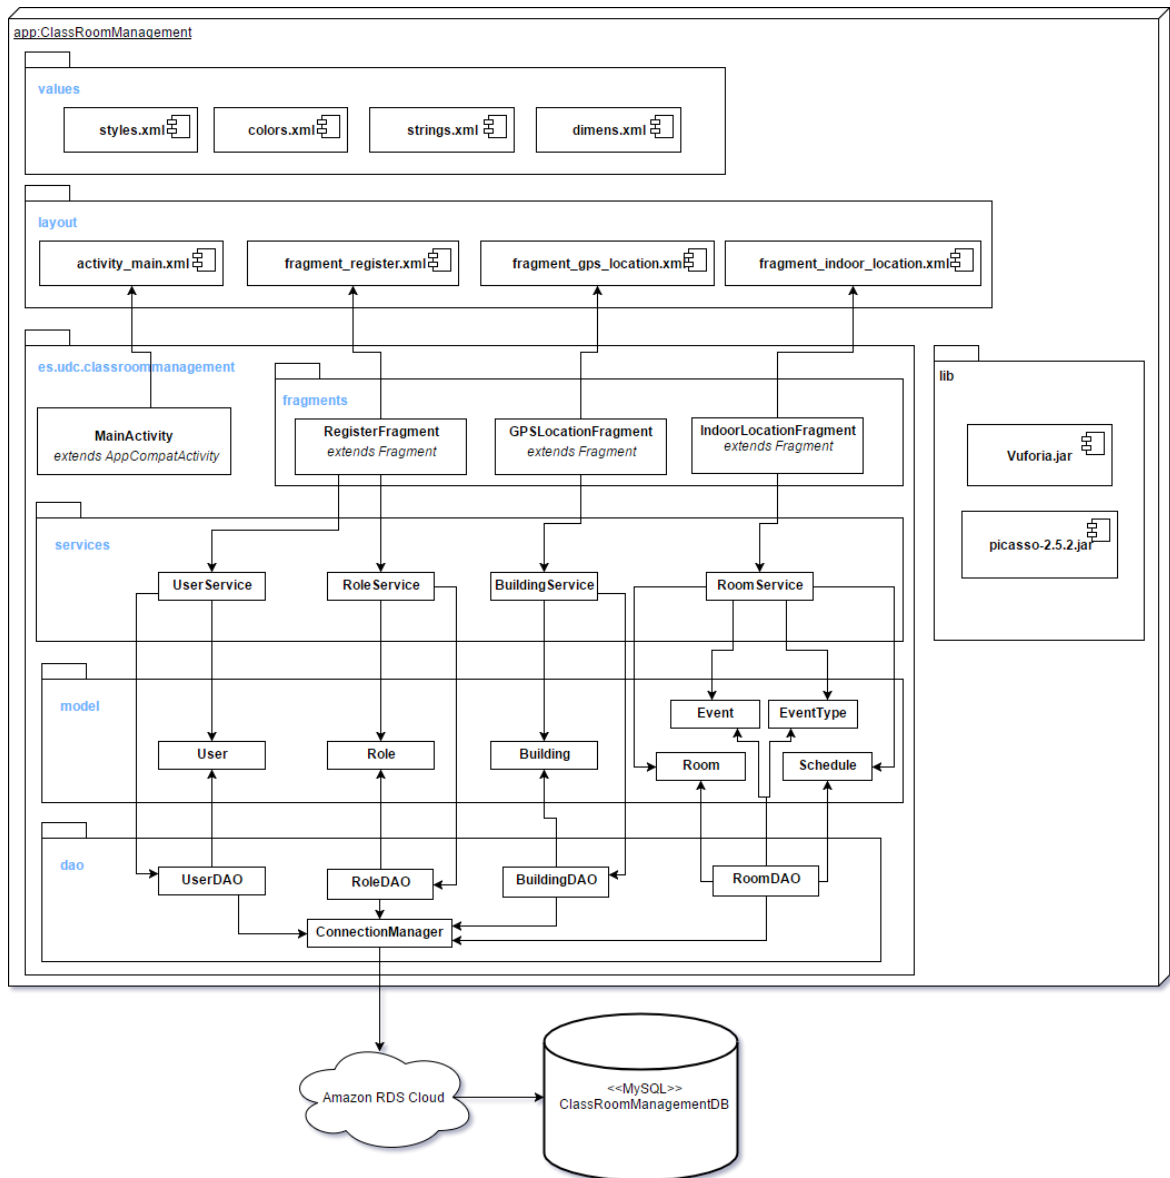 app:ClassRoomManagement
values
styles.xml
colors.xml
strings.xml
dimens.xml
layout
activity_main.xml
fragment_register.xml
fragment_gps_location.xml
fragment_indoor_location.xml
es.udc.classroommanagement
MainActivity
extends AppCompatActivity
fragments
RegisterFragment
extends Fragment
GPSLocationFragment
extends Fragment
IndoorLocationFragment
extends Fragment
lib
Vuforia.jar
picasso-2.5.2.jar
services
UserService
RoleService
BuildingService
RoomService
model
Event
EventType
User
Role
Building
Room
Schedule
dao
UserDAO
RoleDAO
BuildingDAO
RoomDAO
ConnectionManager
Amazon RDS Cloud
<<MySQL>>
ClassRoomManagementDB